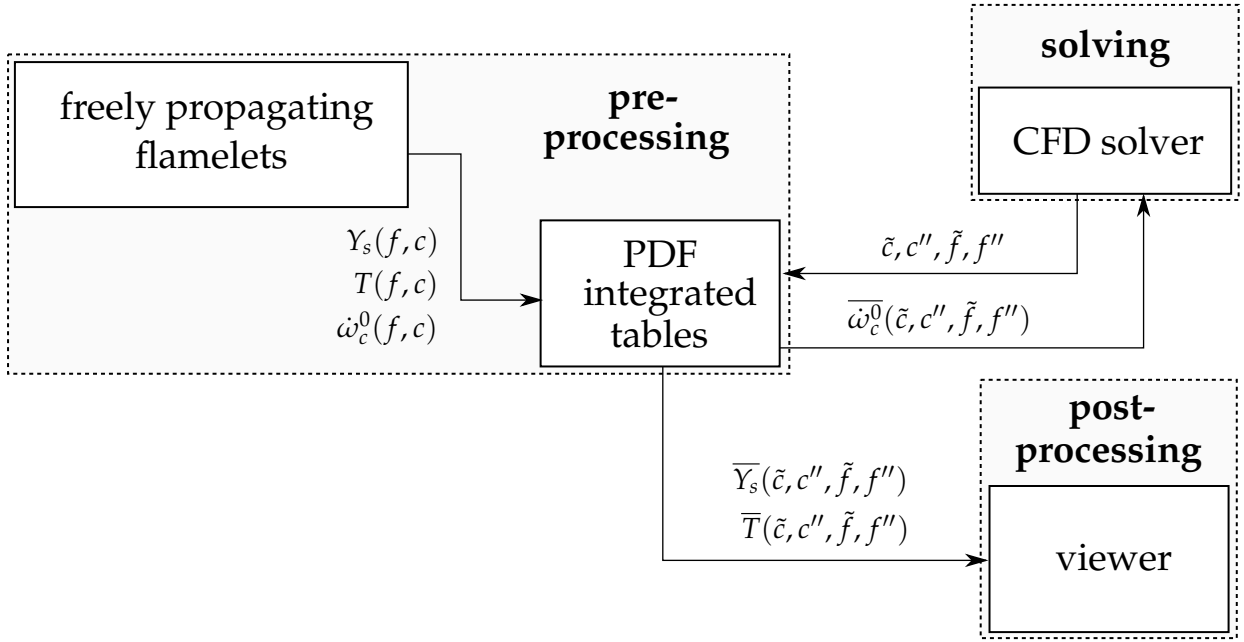 freely propagating
flamelets
pre-
processing
Y_s(f, c)
T(f, c)
ω̇_c^0(f, c)
PDF
integrated
tables
solving
CFD solver
c̃, c′′, f̃, f′′
\overline{ω̇_c^0}(c̃, c′′, f̃, f′′)
\overline{Y_s}(c̃, c′′, f̃, f′′)
\overline{T}(c̃, c′′, f̃, f′′)
post-
processing
viewer